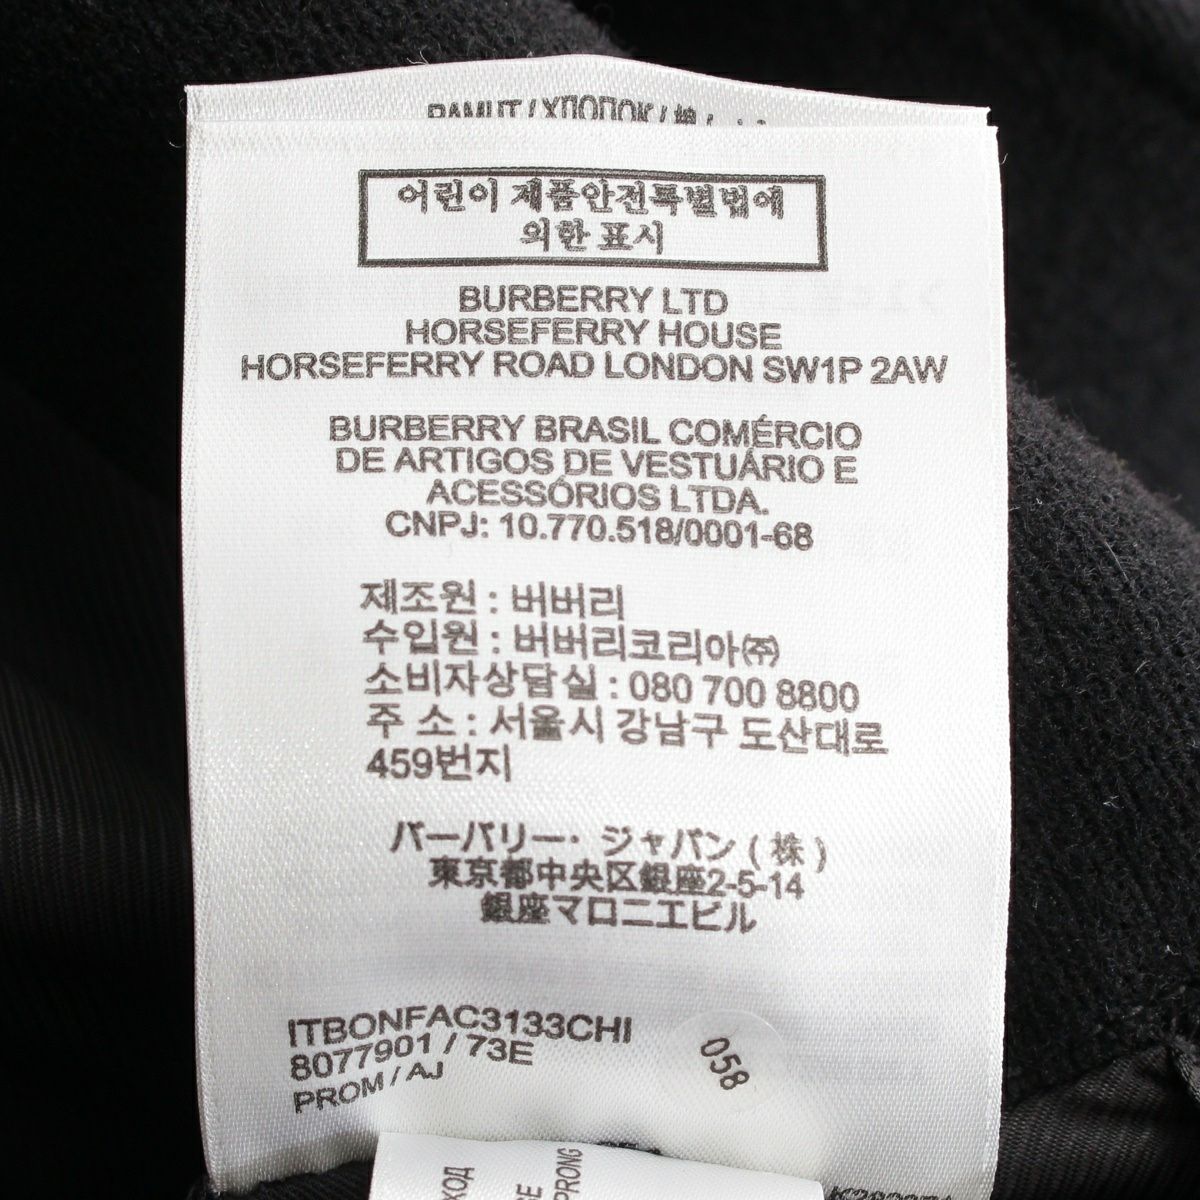 PAMUT / ХЛОПОК / 棉 /
어린이 제품안전특별법에
의한 표시
BURBERRY LTD
HORSEFERRY HOUSE
HORSEFERRY ROAD LONDON SW1P 2AW
BURBERRY BRASIL COMÉRCIO
DE ARTIGOS DE VESTUÁRIO E
ACESSÓRIOS LTDA.
CNPJ: 10.770.518/0001-68
제조원 : 버버리
수입원 : 버버리코리아㈜
소비자상담실 : 080 700 8800
주 소 : 서울시 강남구 도산대로
459번지
バーバリー・ジャパン ( 株 )
東京都中央区銀座2-5-14
銀座マロニエビル
ITBONFAC3133CHI
8077901 / 73E
PROM / AJ
058